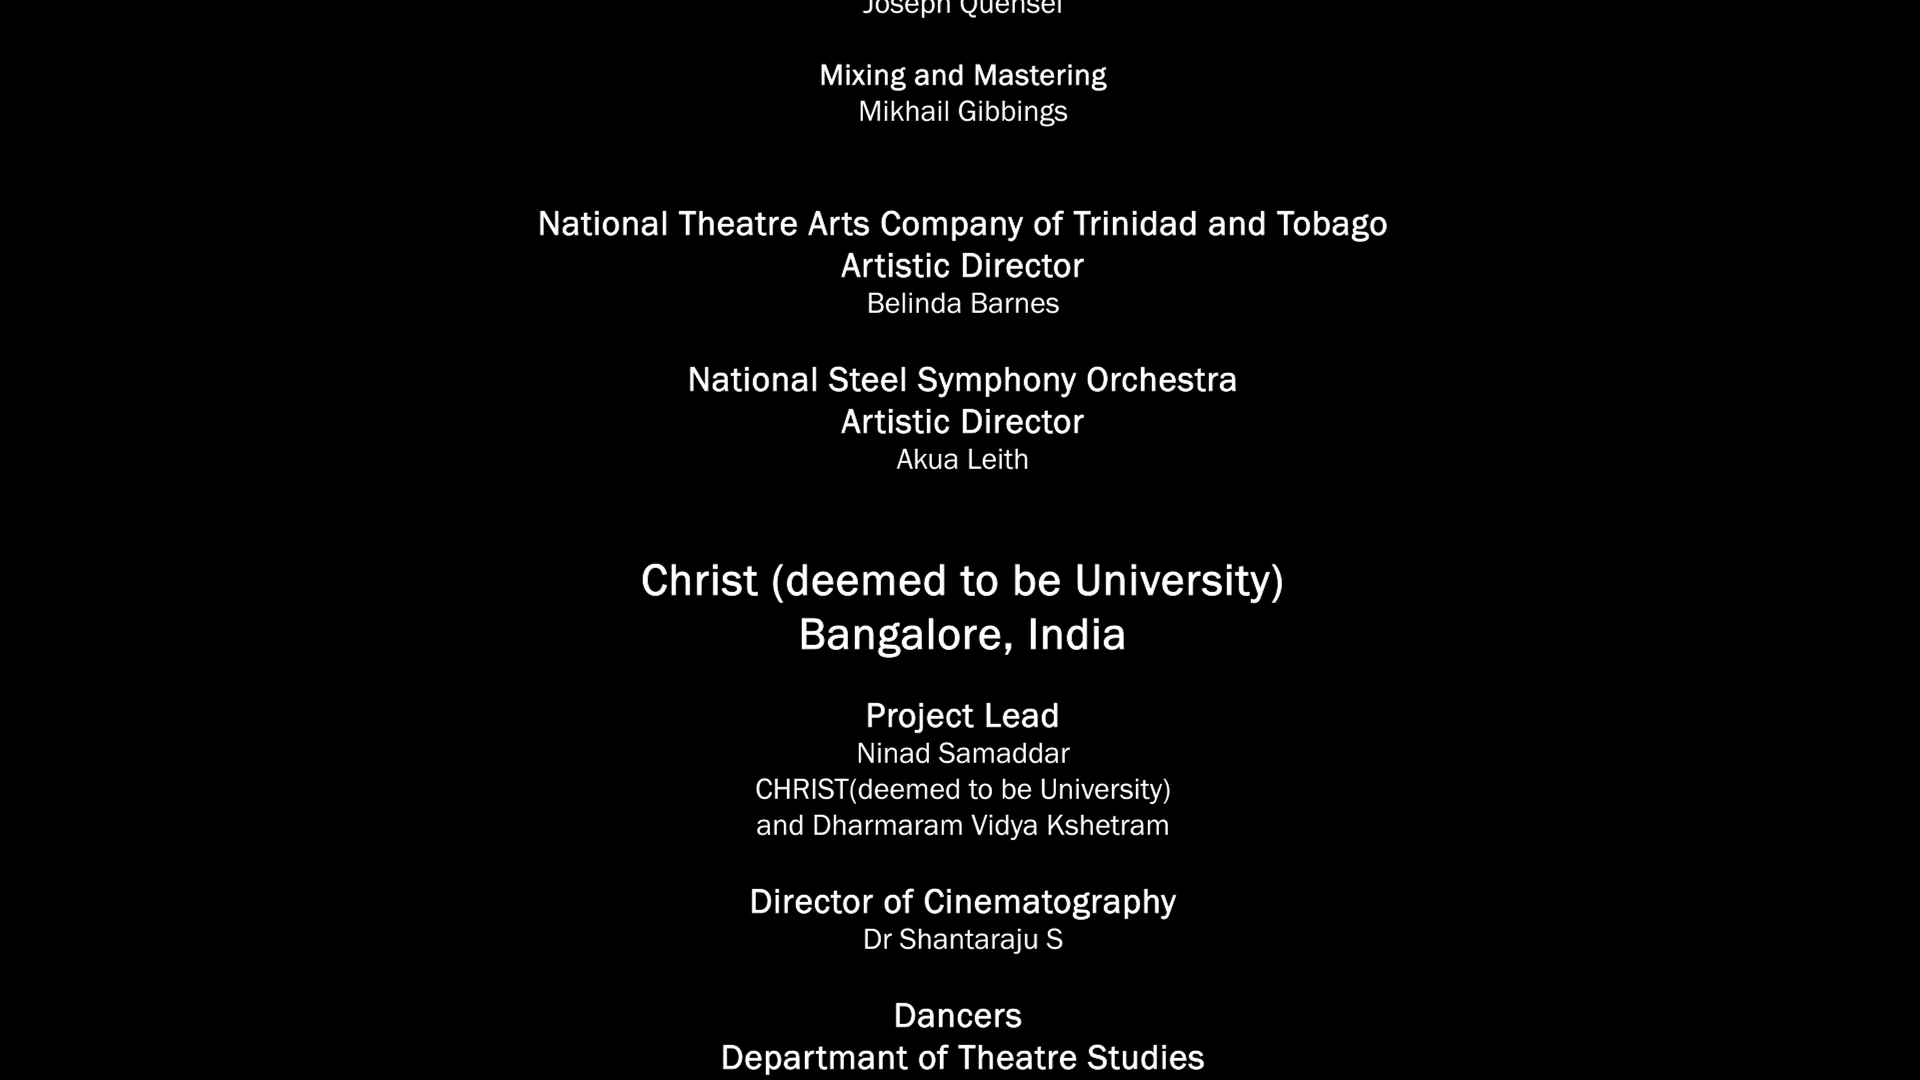 Joseph Quensel
Mixing and Mastering
Mikhail Gibbings
National Theatre Arts Company of Trinidad and Tobago
Artistic Director
Belinda Barnes
National Steel Symphony Orchestra
Artistic Director
Akua Leith
Christ (deemed to be University)
Bangalore, India
Project Lead
Ninad Samaddar
CHRIST(deemed to be University)
and Dharmaram Vidya Kshetram
Director of Cinematography
Dr Shantaraju S
Dancers
Departmant of Theatre Studies